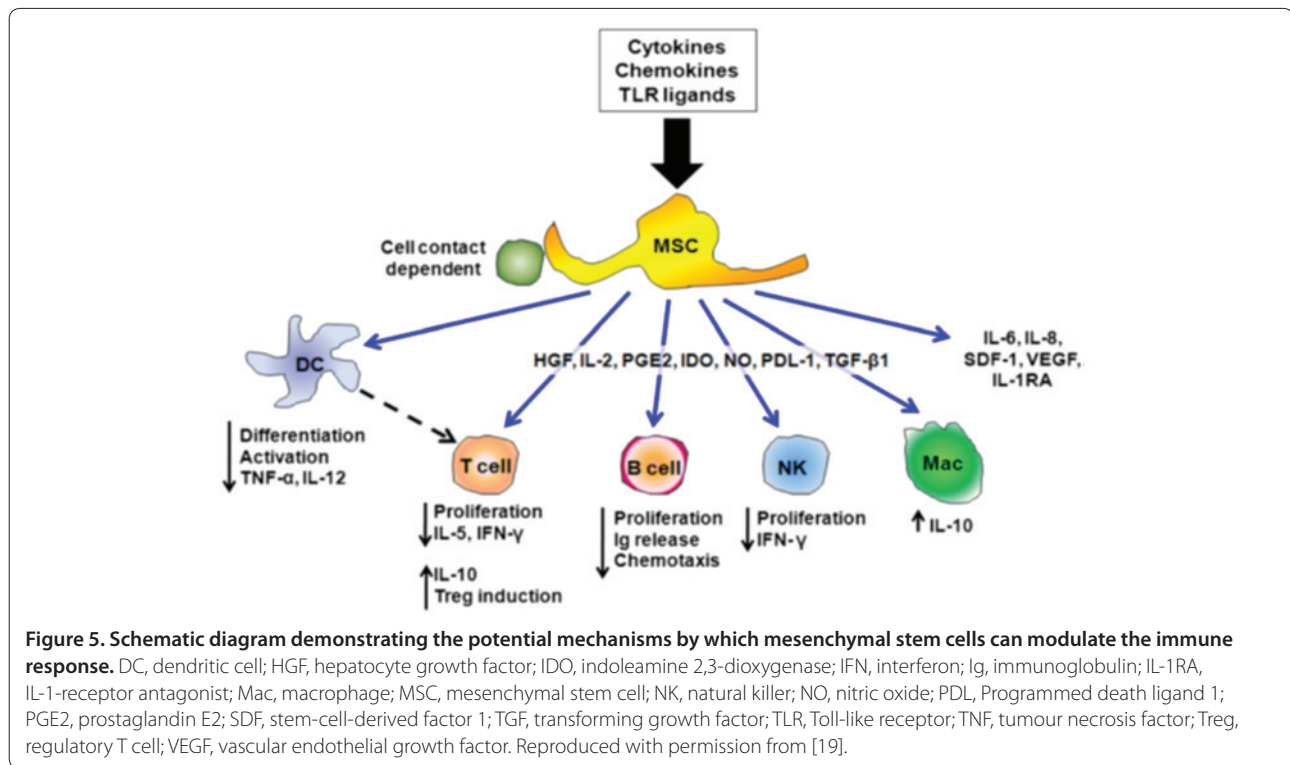 Cytokines
Chemokines
TLR ligands
MSC
Cell contact
dependent
DC
HGF, IL-2, PGE2, IDO, NO, PDL-1, TGF-β1
IL-6, IL-8,
SDF-1, VEGF,
IL-1RA
Differentiation
Activation
TNF-α, IL-12
T cell
B cell
NK
Mac
Proliferation
IL-5, IFN-γ
IL-10
Treg induction
Proliferation
Ig release
Chemotaxis
Proliferation
IFN-γ
IL-10
Figure 5. Schematic diagram demonstrating the potential mechanisms by which mesenchymal stem cells can modulate the immune
response. DC, dendritic cell; HGF, hepatocyte growth factor; IDO, indoleamine 2,3-dioxygenase; IFN, interferon; Ig, immunoglobulin; IL-1RA,
IL-1-receptor antagonist; Mac, macrophage; MSC, mesenchymal stem cell; NK, natural killer; NO, nitric oxide; PDL, Programmed death ligand 1;
PGE2, prostaglandin E2; SDF, stem-cell-derived factor 1; TGF, transforming growth factor; TLR, Toll-like receptor; TNF, tumour necrosis factor; Treg,
regulatory T cell; VEGF, vascular endothelial growth factor. Reproduced with permission from [19].